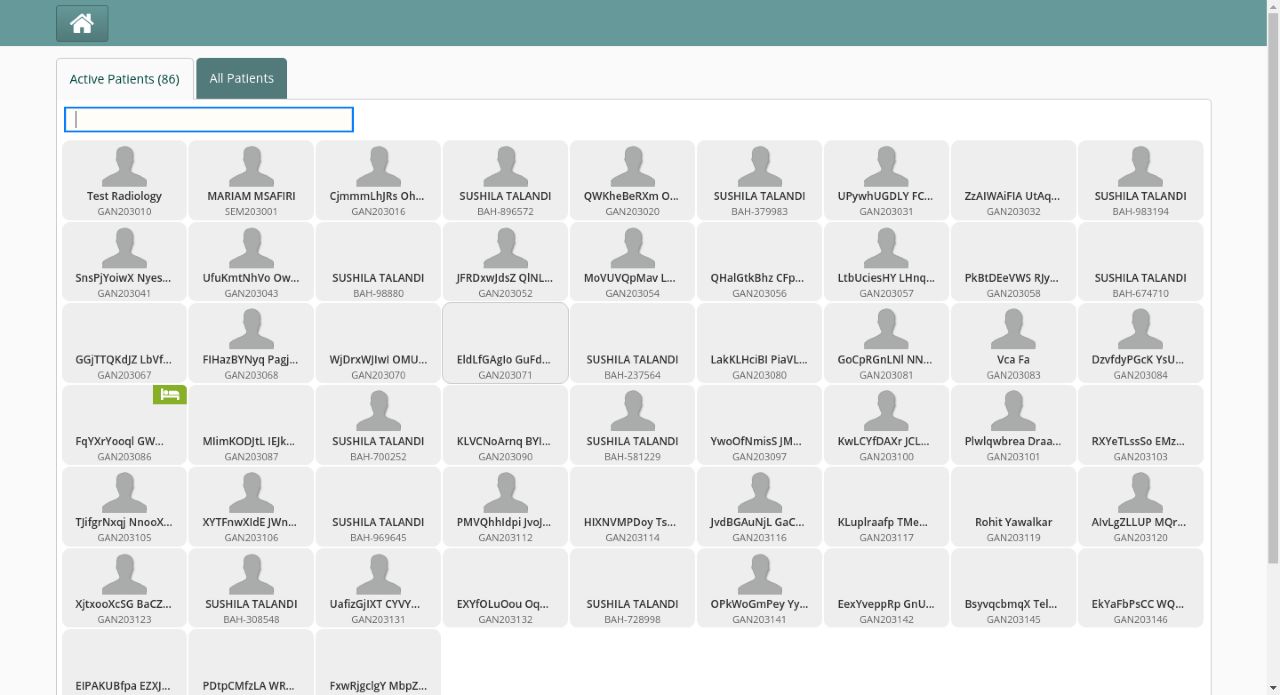 Active Patients (86)
All Patients
Test Radiology
GAN203010
MARIAM MSAFIRI
SEM203001
CjmmmLhJRs Oh...
GAN203016
SUSHILA TALANDI
BAH-896572
QWKheBeRXm O...
GAN203020
SUSHILA TALANDI
BAH-379983
UPywhUGDLY FC...
GAN203031
ZzAIWAiFIA UtAq...
GAN203032
SUSHILA TALANDI
BAH-983194
SnsPjYoiwX Nyes...
GAN203041
UfuKmtNhVo Ow...
GAN203043
SUSHILA TALANDI
BAH-98880
JFRDxwJdsZ QlNL...
GAN203052
MoVUVQpMav L...
GAN203054
QHalGtkBhz CFp...
GAN203056
LtbUciesHY LHnq...
GAN203057
PkBtDEeVWS RJy...
GAN203058
SUSHILA TALANDI
BAH-674710
GGjTTQKdJZ LbVf...
GAN203067
FIHazBYNyq Pagj...
GAN203068
WjDrxWJIwI OMU...
GAN203070
EldLfGAglo GuFd...
GAN203071
SUSHILA TALANDI
BAH-237564
LakKLHciBI PiaVL...
GAN203080
GoCpRGnLNl NN...
GAN203081
Vca Fa
GAN203083
DzvfdyPGcK YsU...
GAN203084
FqYXrYooql GW...
GAN203086
MIimKODJtL IEJk...
GAN203087
SUSHILA TALANDI
BAH-700252
KLVCNoArnq BYI...
GAN203090
SUSHILA TALANDI
BAH-581229
YwoOfNmisS JM...
GAN203097
KwLCYfDAXr JCL...
GAN203100
Plwlqwbrea Draa...
GAN203101
RXYeTLssSo EMz...
GAN203103
TJifgrNxqj NnooX...
GAN203105
XYTFnwXIdE JWn...
GAN203106
SUSHILA TALANDI
BAH-969645
PMVQhhIdpi JvoJ...
GAN203112
HIXNVMPDoy Ts...
GAN203114
JvdBGAuNjL GaC...
GAN203116
KLuplraafp TMe...
GAN203117
Rohit Yawalkar
GAN203119
AIvLgZLLUP MQr...
GAN203120
XjtxooXcSG BaCZ...
GAN203123
SUSHILA TALANDI
BAH-308548
UafizGjIXT CYVY...
GAN203131
EXYfOLuOou Oq...
GAN203132
SUSHILA TALANDI
BAH-728998
OPkWoGmPey Yy...
GAN203141
EexYveppRp GnU...
GAN203142
BsyvqcbmqX Tel...
GAN203145
EkYaFbPsCC WQ...
GAN203146
EIPAKUBfpa EZXJ...
PDtpCMfzLA WR...
FxwRjgclgY MbpZ...